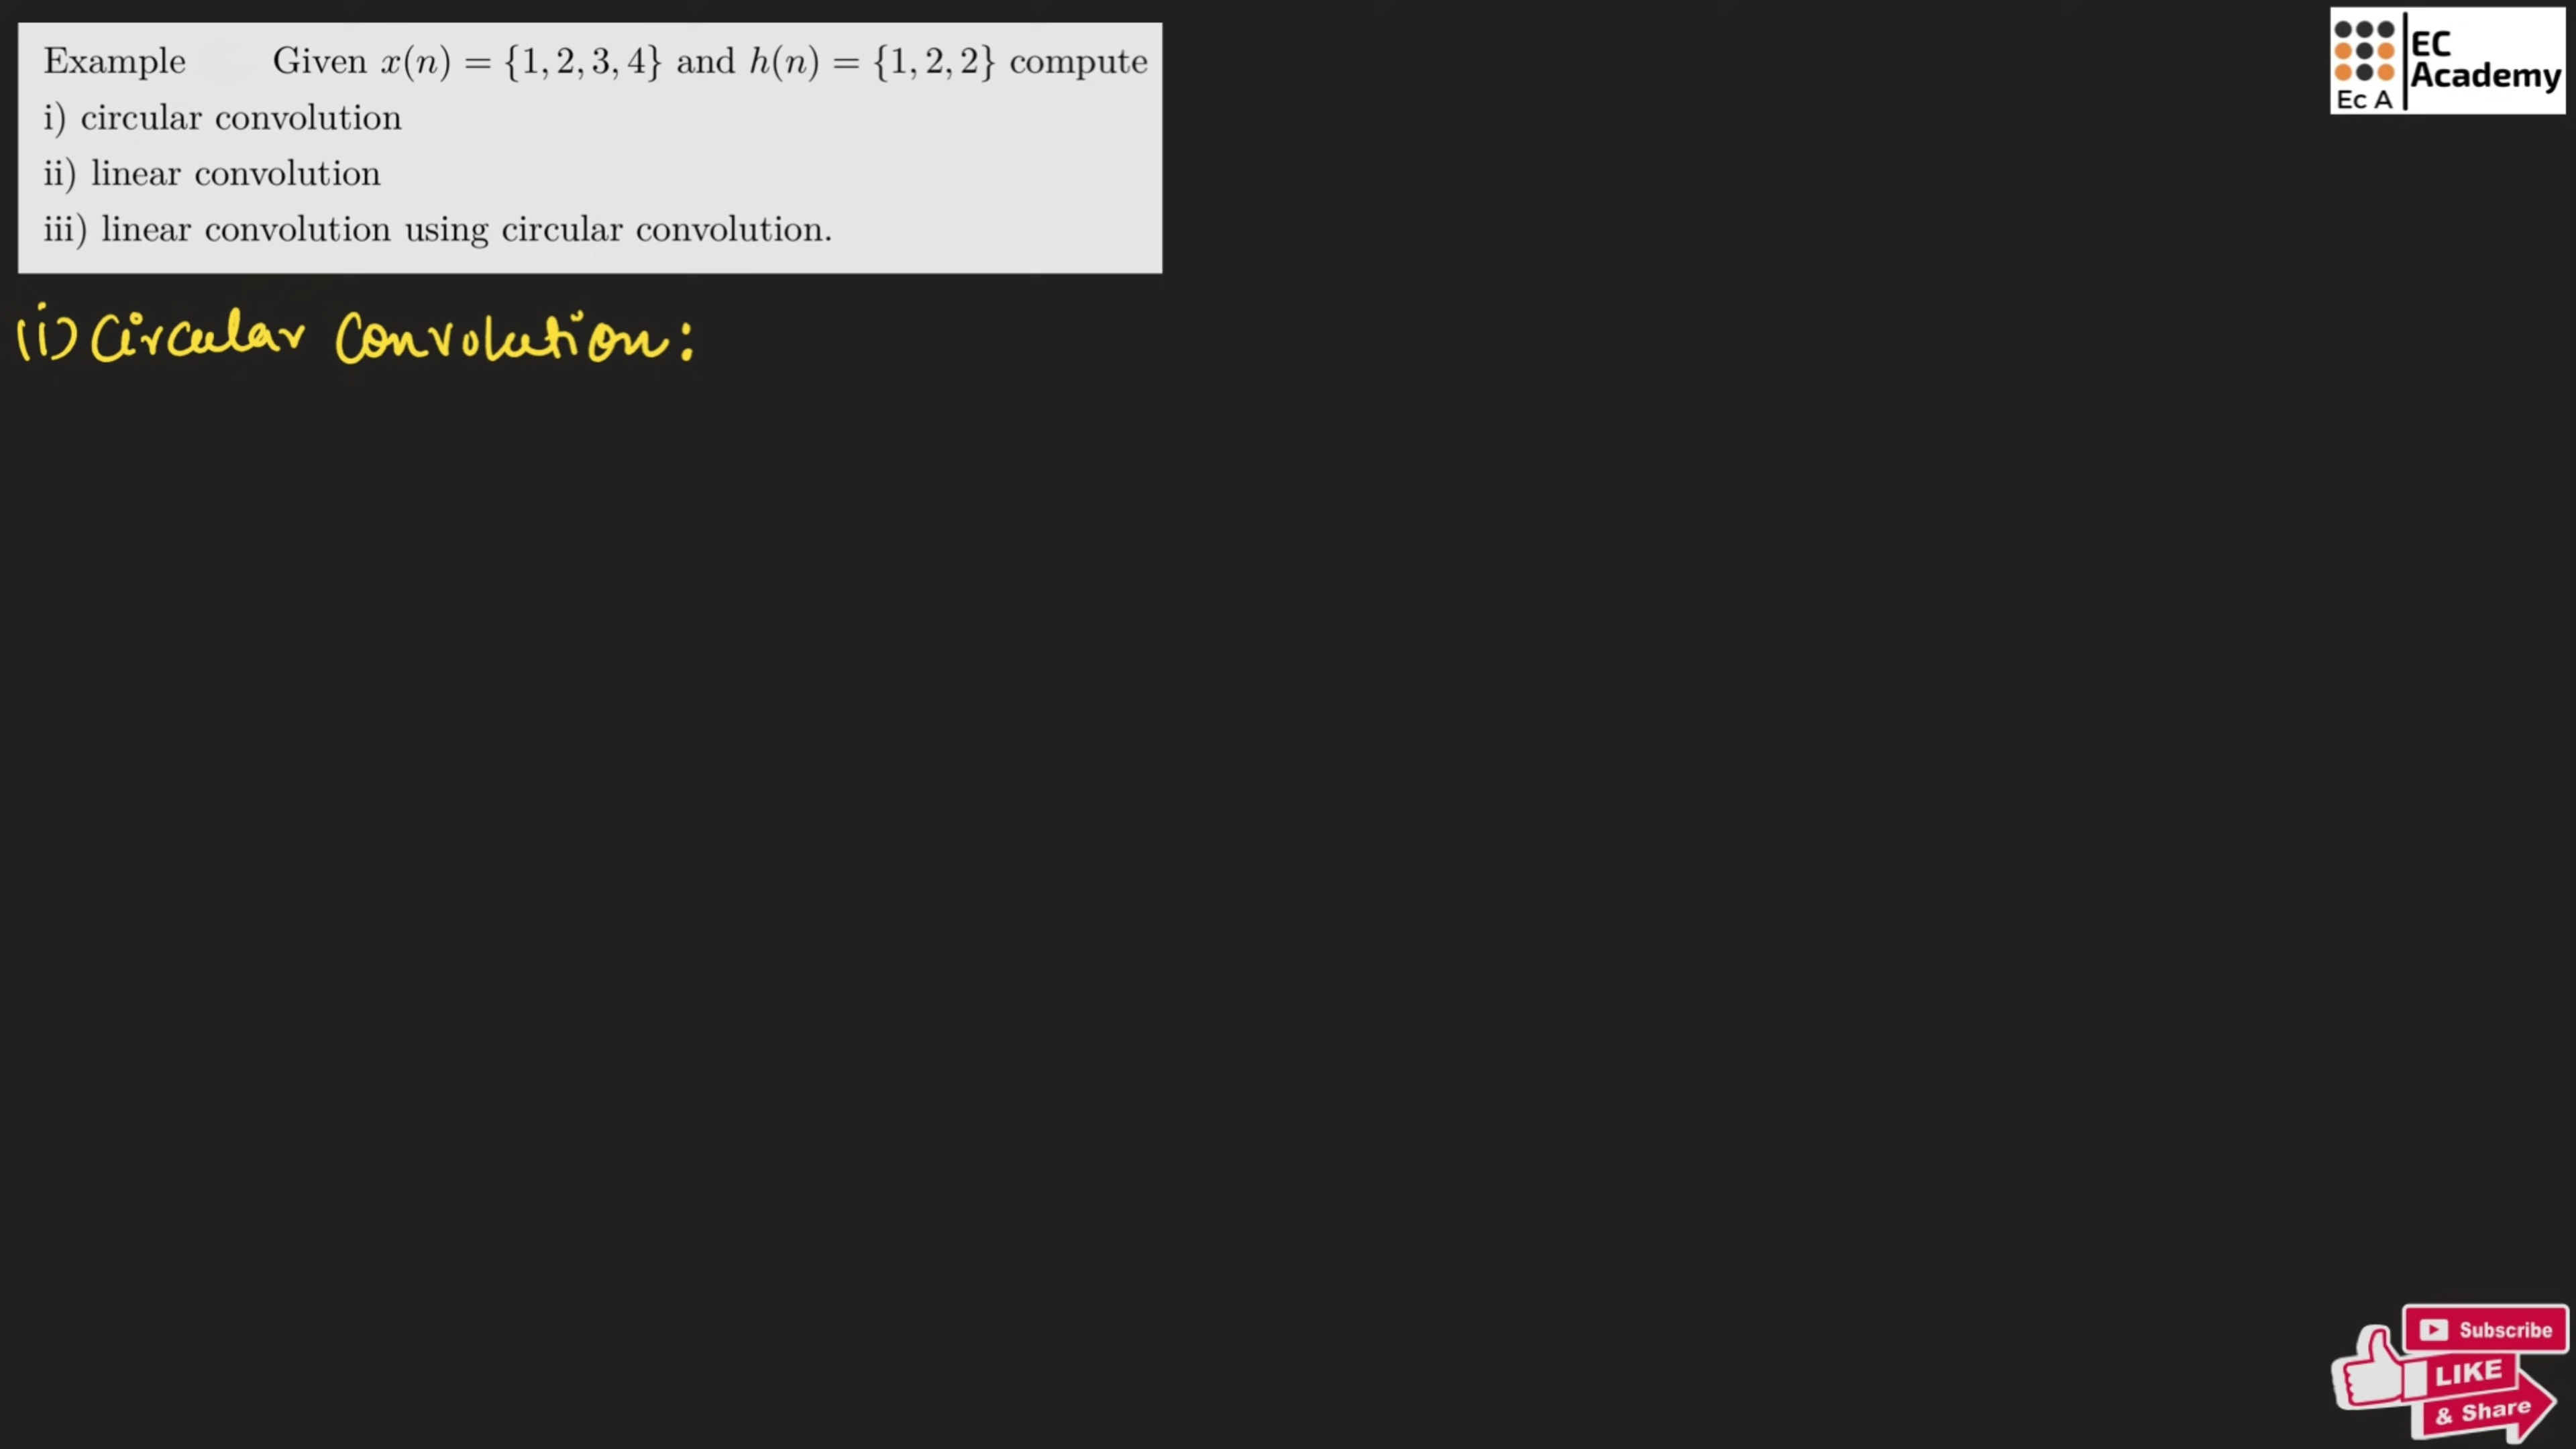 Example Given x(n) = {1, 2, 3, 4} and h(n) = {1, 2, 2} compute
i) circular convolution
ii) linear convolution
iii) linear convolution using circular convolution.
(i) Circular Convolution:
EC
Academy
Ec A
Subscribe
LIKE
& Share